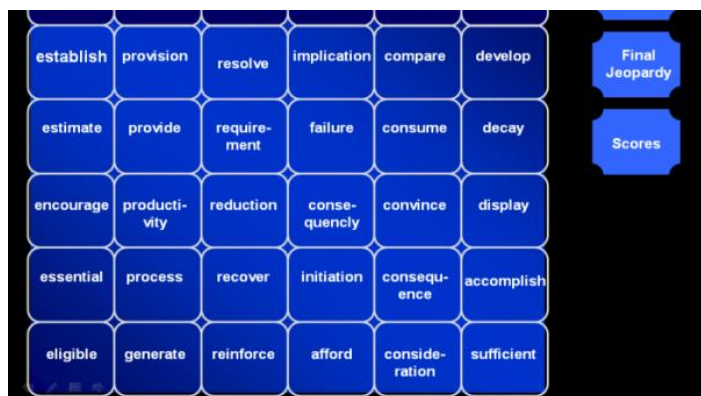 establish provision resolve implication compare develop
Final
Jeopardy
estimate provide require-
ment failure consume decay
Scores
encourage producti-
vity reduction conse-
quencly convince display
essential process recover initiation consequ-
ence accomplish
eligible generate reinforce afford conside-
ration sufficient